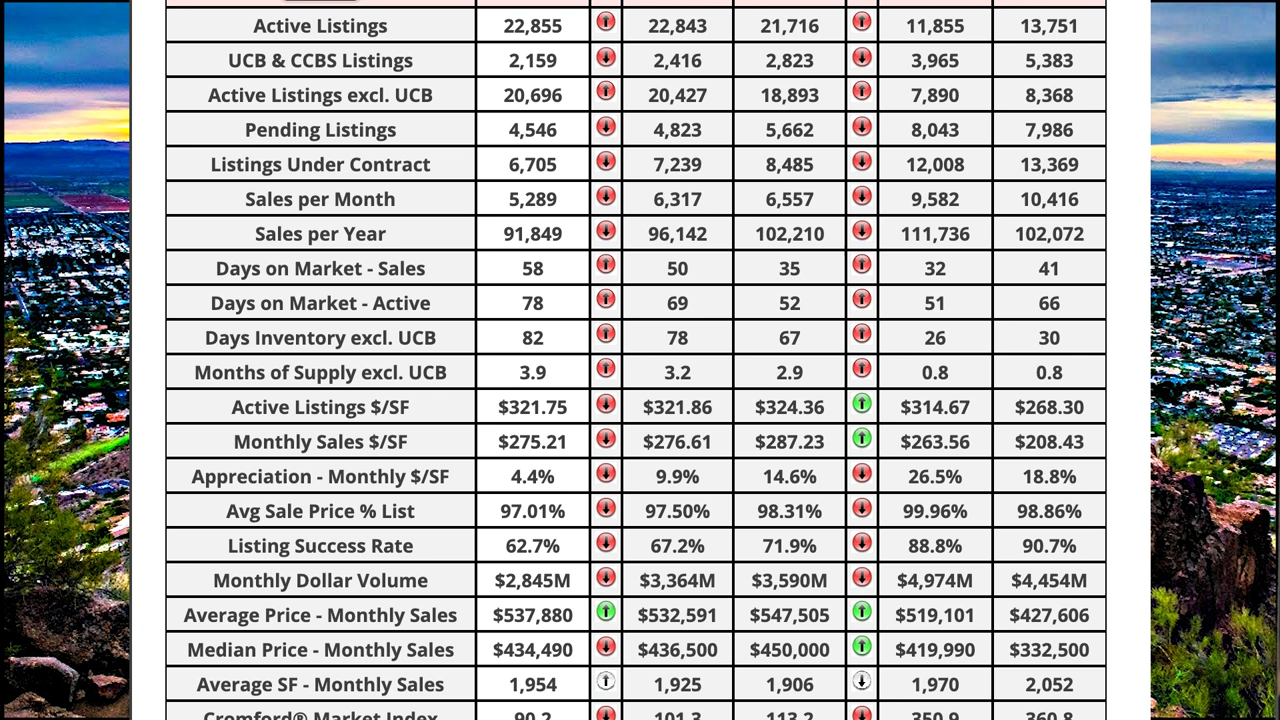 Active Listings 22,855 22,843 21,716 11,855 13,751
UCB & CCBS Listings 2,159 2,416 2,823 3,965 5,383
Active Listings excl. UCB 20,696 20,427 18,893 7,890 8,368
Pending Listings 4,546 4,823 5,662 8,043 7,986
Listings Under Contract 6,705 7,239 8,485 12,008 13,369
Sales per Month 5,289 6,317 6,557 9,582 10,416
Sales per Year 91,849 96,142 102,210 111,736 102,072
Days on Market - Sales 58 50 35 32 41
Days on Market - Active 78 69 52 51 66
Days Inventory excl. UCB 82 78 67 26 30
Months of Supply excl. UCB 3.9 3.2 2.9 0.8 0.8
Active Listings $/SF $321.75 $321.86 $324.36 $314.67 $268.30
Monthly Sales $/SF $275.21 $276.61 $287.23 $263.56 $208.43
Appreciation - Monthly $/SF 4.4% 9.9% 14.6% 26.5% 18.8%
Avg Sale Price % List 97.01% 97.50% 98.31% 99.96% 98.86%
Listing Success Rate 62.7% 67.2% 71.9% 88.8% 90.7%
Monthly Dollar Volume $2,845M $3,364M $3,590M $4,974M $4,454M
Average Price - Monthly Sales $537,880 $532,591 $547,505 $519,101 $427,606
Median Price - Monthly Sales $434,490 $436,500 $450,000 $419,990 $332,500
Average SF - Monthly Sales 1,954 1,925 1,906 1,970 2,052
Cromford® Market Index 90.2 101.3 113.2 350.9 360.8